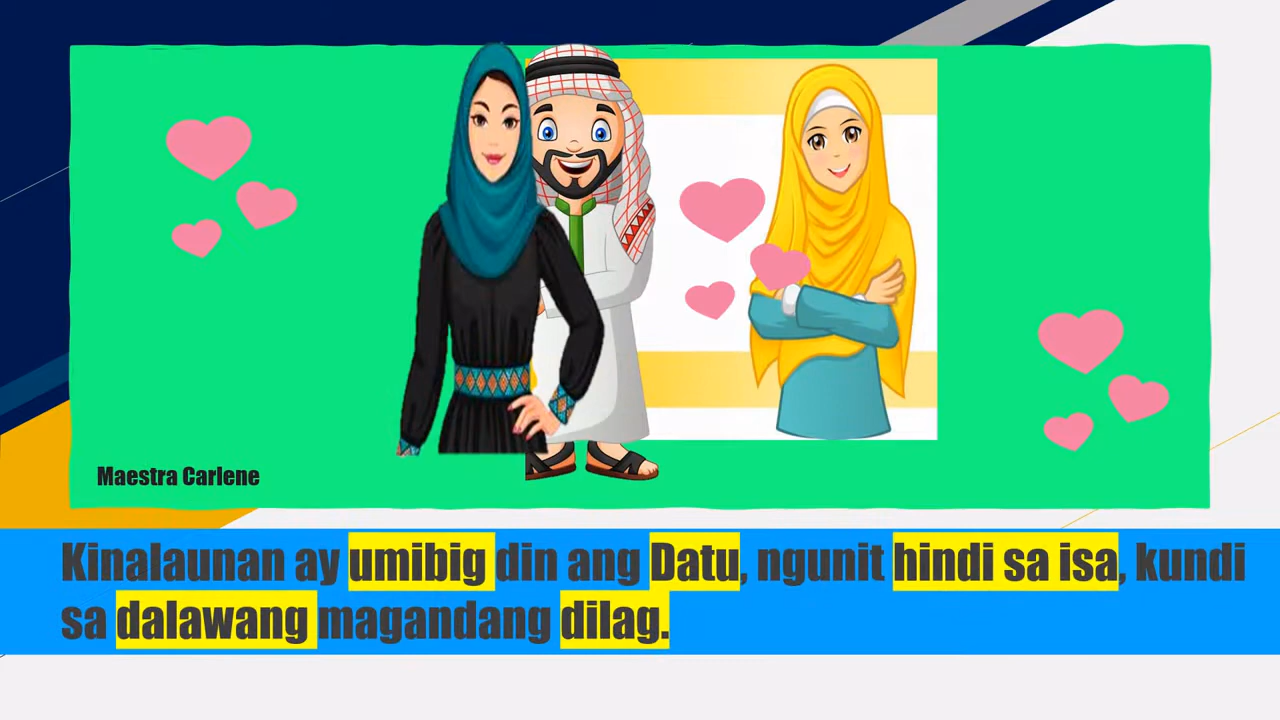 Maestra Carlene
Kinalaunan ay umibig din ang Datu, ngunit hindi sa isa, kundi
sa dalawang magandang dilag.